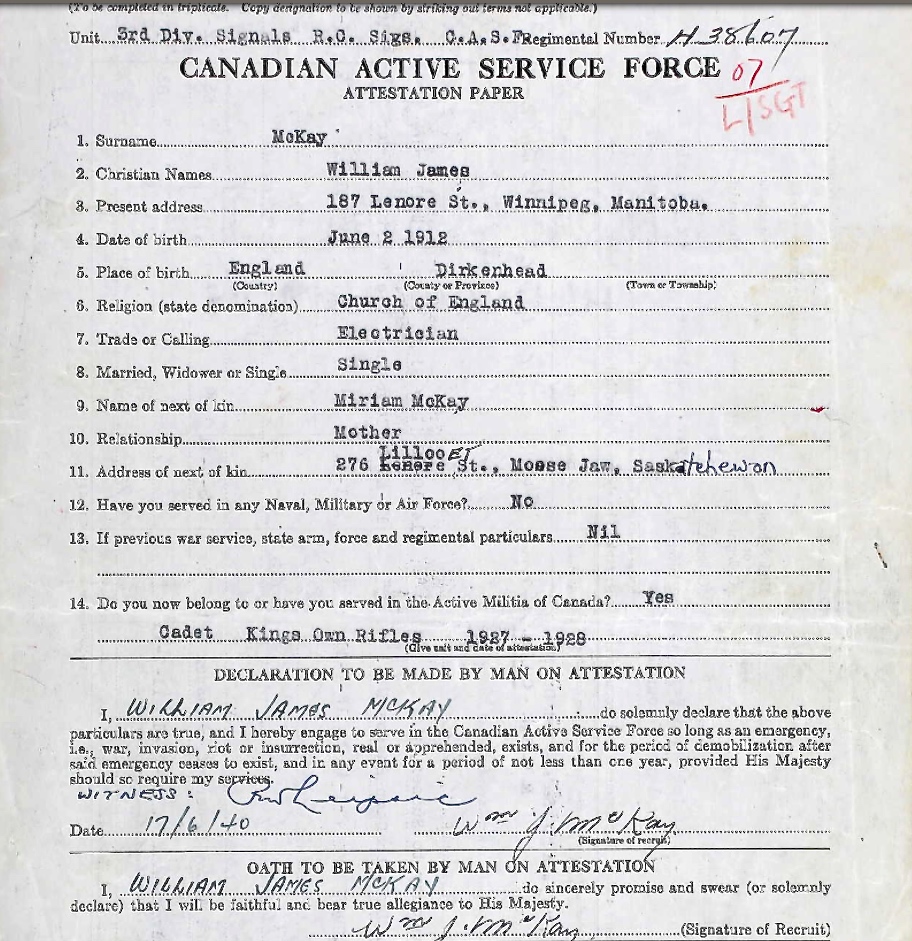 (To be completed in triplicate. Copy designation to be shown by striking out terms not applicable.)
Unit 3rd Div. Signals R.C. Sigs. C.A.S.F Regimental Number H 38607
CANADIAN ACTIVE SERVICE FORCE 07
ATTESTATION PAPER L/SGT
1. Surname McKay
2. Christian Names William James
3. Present address 187 Lenore St., Winnipeg, Manitoba.
4. Date of birth June 2 1912
5. Place of birth England Dirkenhead
(Country) (County or Province) (Town or Township)
6. Religion (state denomination) Church of England
7. Trade or Calling Electrician
8. Married, Widower or Single Single
9. Name of next of kin Miriam McKay
10. Relationship Mother
Lillooet
11. Address of next of kin 276 Lenore St., Moose Jaw, Saskatchewan
12. Have you served in any Naval, Military or Air Force? No
13. If previous war service, state arm, force and regimental particulars Nil
14. Do you now belong to or have you served in the Active Militia of Canada? Yes
Cadet Kings Own Rifles 1927 - 1928
(Give unit and date of attestation)
DECLARATION TO BE MADE BY MAN ON ATTESTATION
I, WILLIAM JAMES MCKAY do solemnly declare that the above
particulars are true, and I hereby engage to serve in the Canadian Active Service Force so long as an emergency,
i.e., war, invasion, riot or insurrection, real or apprehended, exists, and for the period of demobilization after
said emergency ceases to exist, and in any event for a period of not less than one year, provided His Majesty
should so require my services.
WITNESS:
Date 17/6/40 Wm J. McKay
(Signature of recruit)
OATH TO BE TAKEN BY MAN ON ATTESTATION
I, WILLIAM JAMES MCKAY do sincerely promise and swear (or solemnly
declare) that I will be faithful and bear true allegiance to His Majesty.
Wm J. McKay (Signature of Recruit)